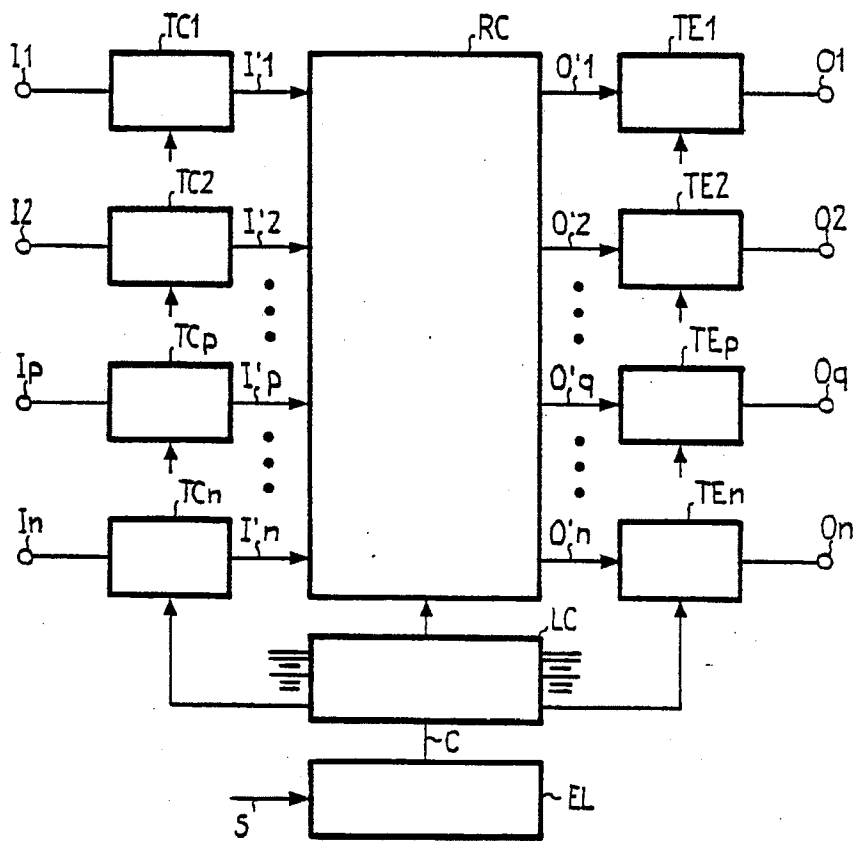 TC1 RC TE1
I1 I'1 O'1 O1
TC2 TE2
I2 I'2 O'2 O2
TCp TEp
Ip I'p O'q Oq
TCn TEn
In I'n O'n On
LC
C
S EL